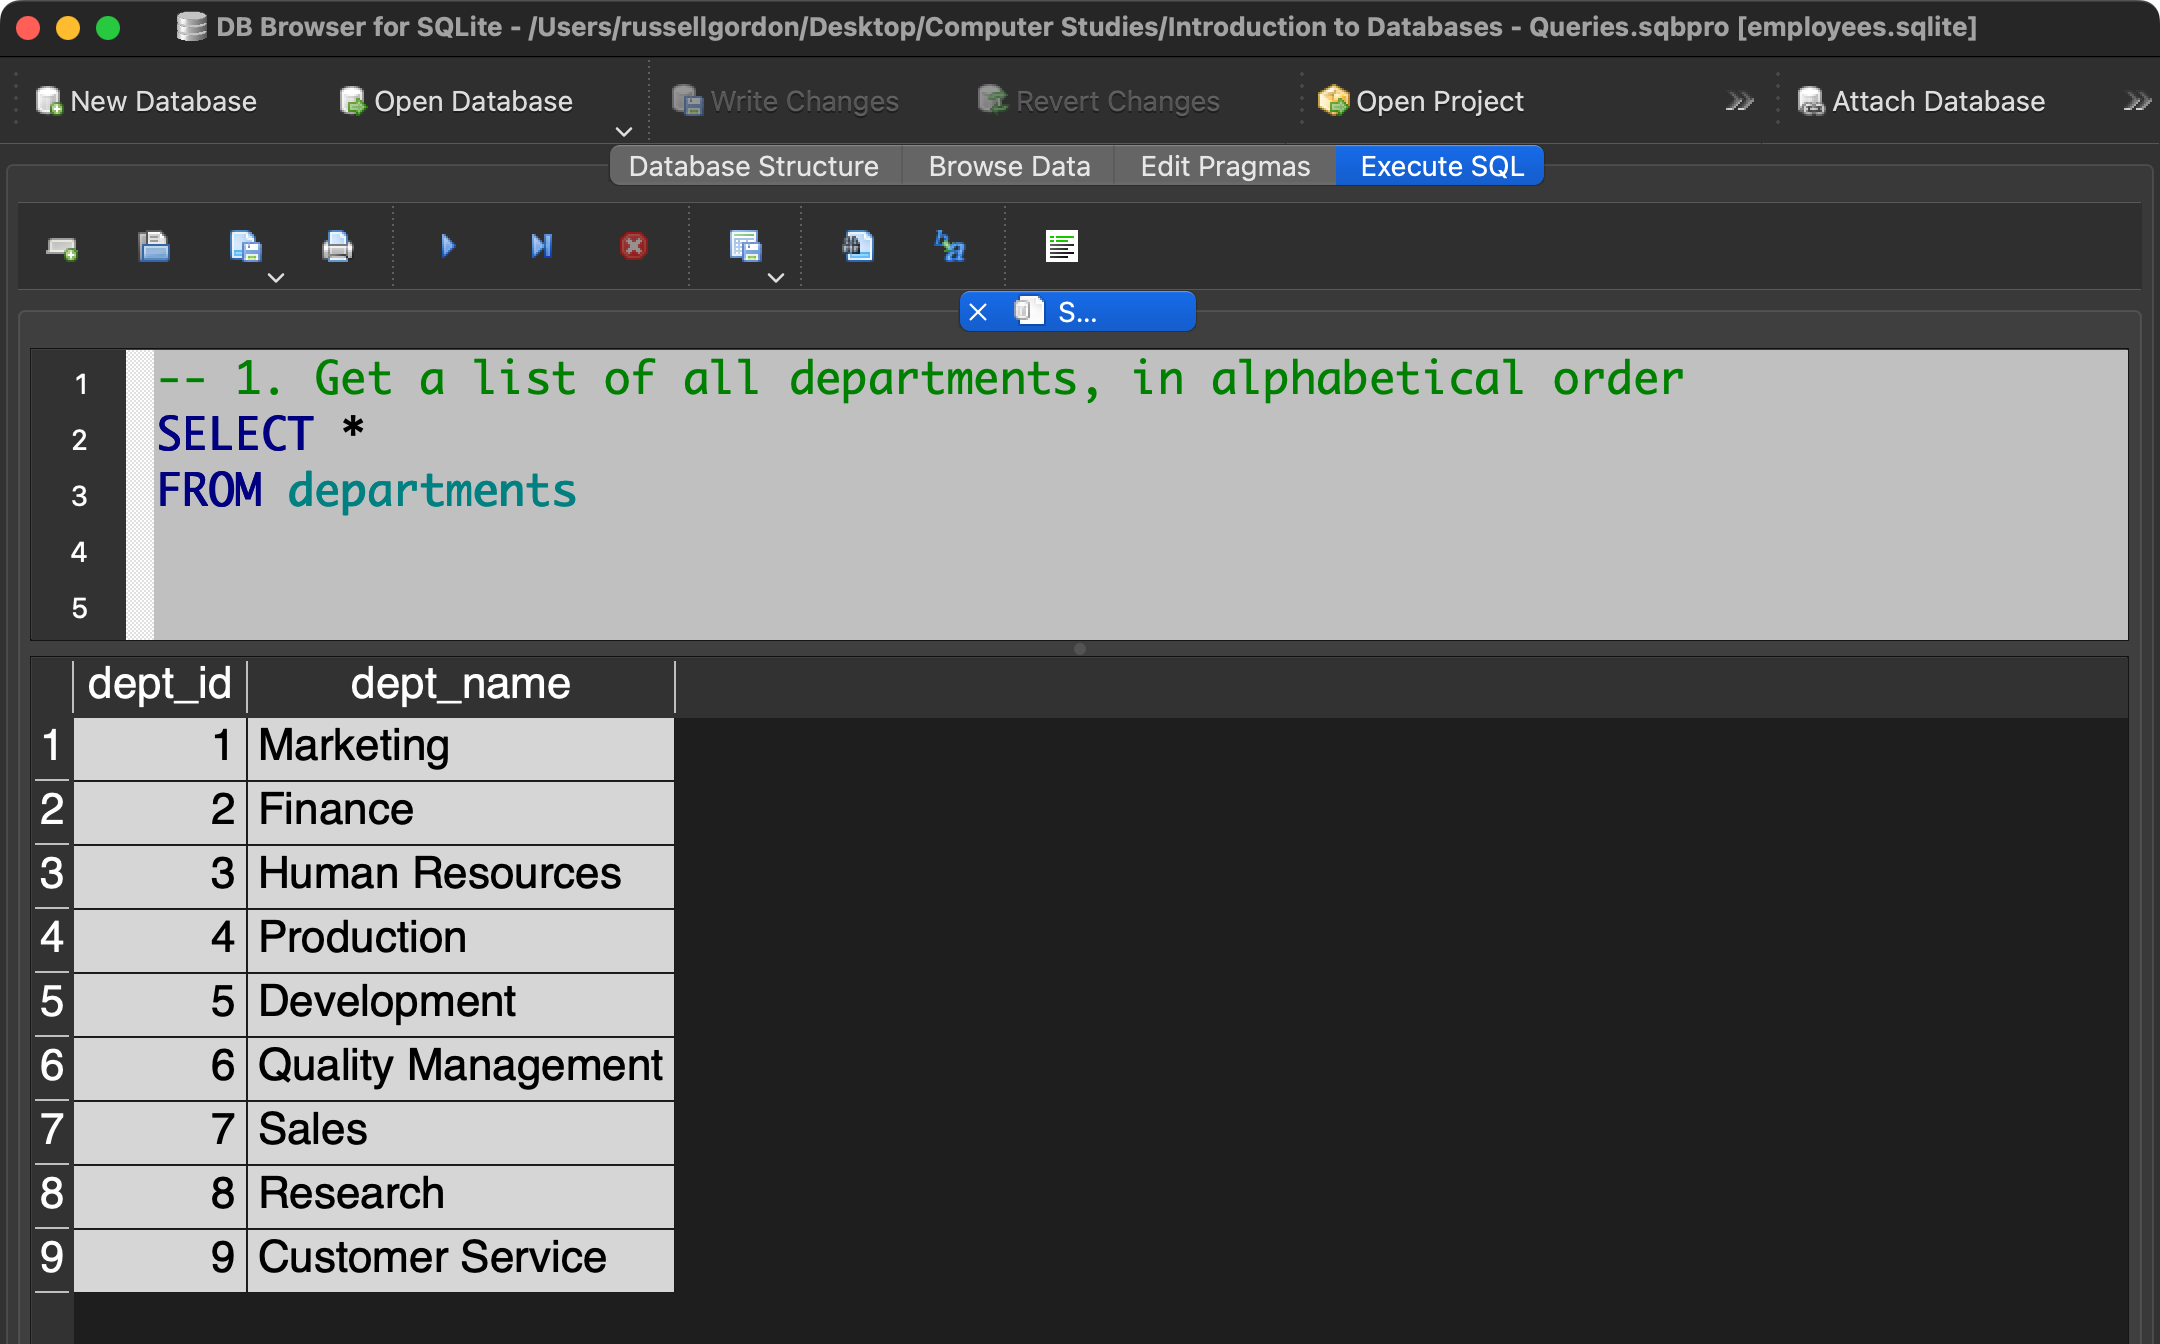 DB Browser for SQLite - /Users/russellgordon/Desktop/Computer Studies/Introduction to Databases - Queries.sqbpro [employees.sqlite]
New Database Open Database Write Changes Revert Changes Open Project Attach Database
Database Structure Browse Data Edit Pragmas Execute SQL
S...
1 -- 1. Get a list of all departments, in alphabetical order
2 SELECT *
3 FROM departments
4
5
dept_id dept_name
1 1 Marketing
2 2 Finance
3 3 Human Resources
4 4 Production
5 5 Development
6 6 Quality Management
7 7 Sales
8 8 Research
9 9 Customer Service